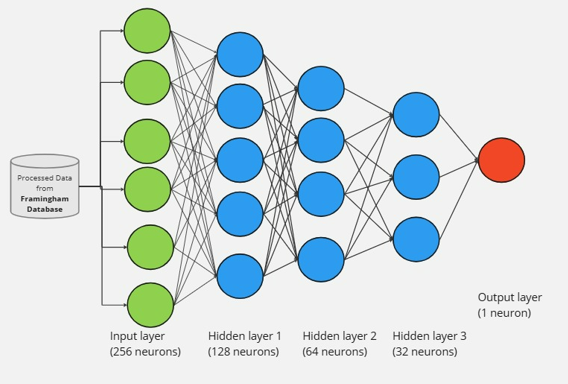 Processed Data
from
Framingham
Database
Input layer
(256 neurons)
Hidden layer 1
(128 neurons)
Hidden layer 2
(64 neurons)
Hidden layer 3
(32 neurons)
Output layer
(1 neuron)